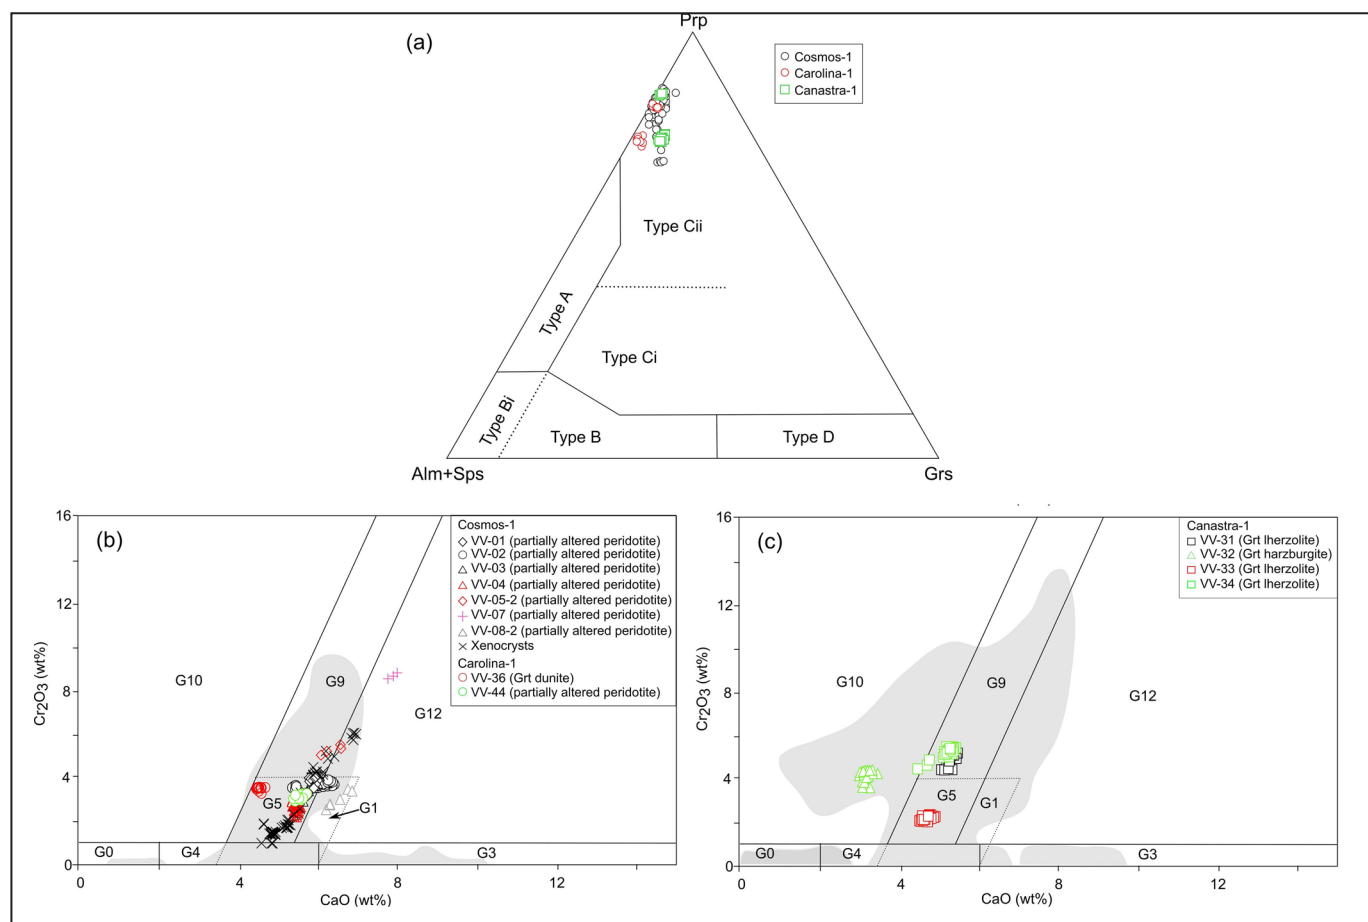 (a)
Prp
Cosmos-1
Carolina-1
Canastra-1
Type Cii
Type A
Type Ci
Type Bi
Type B
Type D
Alm+Sps
Grs
(b)
16
12
8
4
0
Cr2O3 (wt%)
G10
G9
G12
G5
G1
G0
G4
G3
0
4
6
8
12
CaO (wt%)
Cosmos-1
VV-01 (partially altered peridotite)
VV-02 (partially altered peridotite)
VV-03 (partially altered peridotite)
VV-04 (partially altered peridotite)
VV-05-2 (partially altered peridotite)
VV-07 (partially altered peridotite)
VV-08-2 (partially altered peridotite)
Xenocrysts
Carolina-1
VV-36 (Grt dunite)
VV-44 (partially altered peridotite)
(c)
16
12
8
4
0
Cr2O3 (wt%)
G10
G9
G12
G5
G1
G0
G4
G3
0
4
6
8
12
CaO (wt%)
Canastra-1
VV-31 (Grt lherzolite)
VV-32 (Grt harzburgite)
VV-33 (Grt lherzolite)
VV-34 (Grt lherzolite)